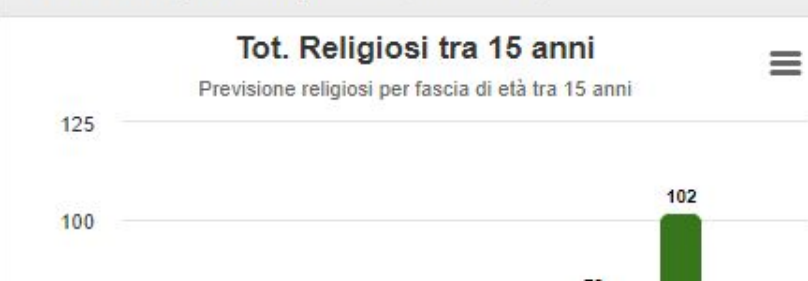 Tot. Religiosi tra 15 anni
Previsione religiosi per fascia di età tra 15 anni
125
102
100